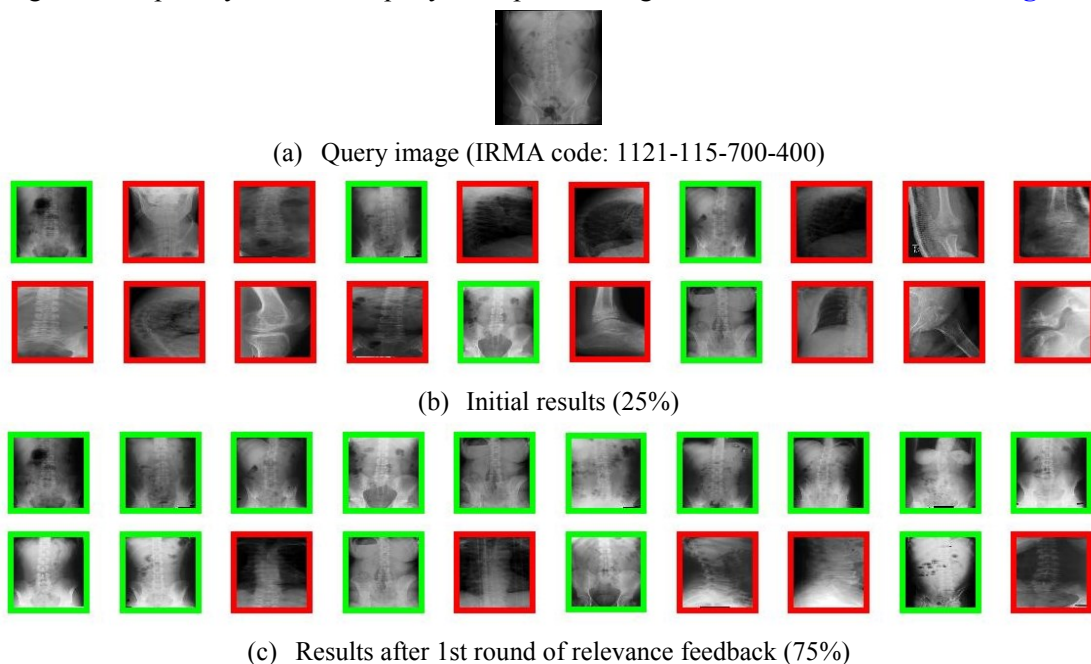 (a) Query image (IRMA code: 1121-115-700-400)
(b) Initial results (25%)
(c) Results after 1st round of relevance feedback (75%)